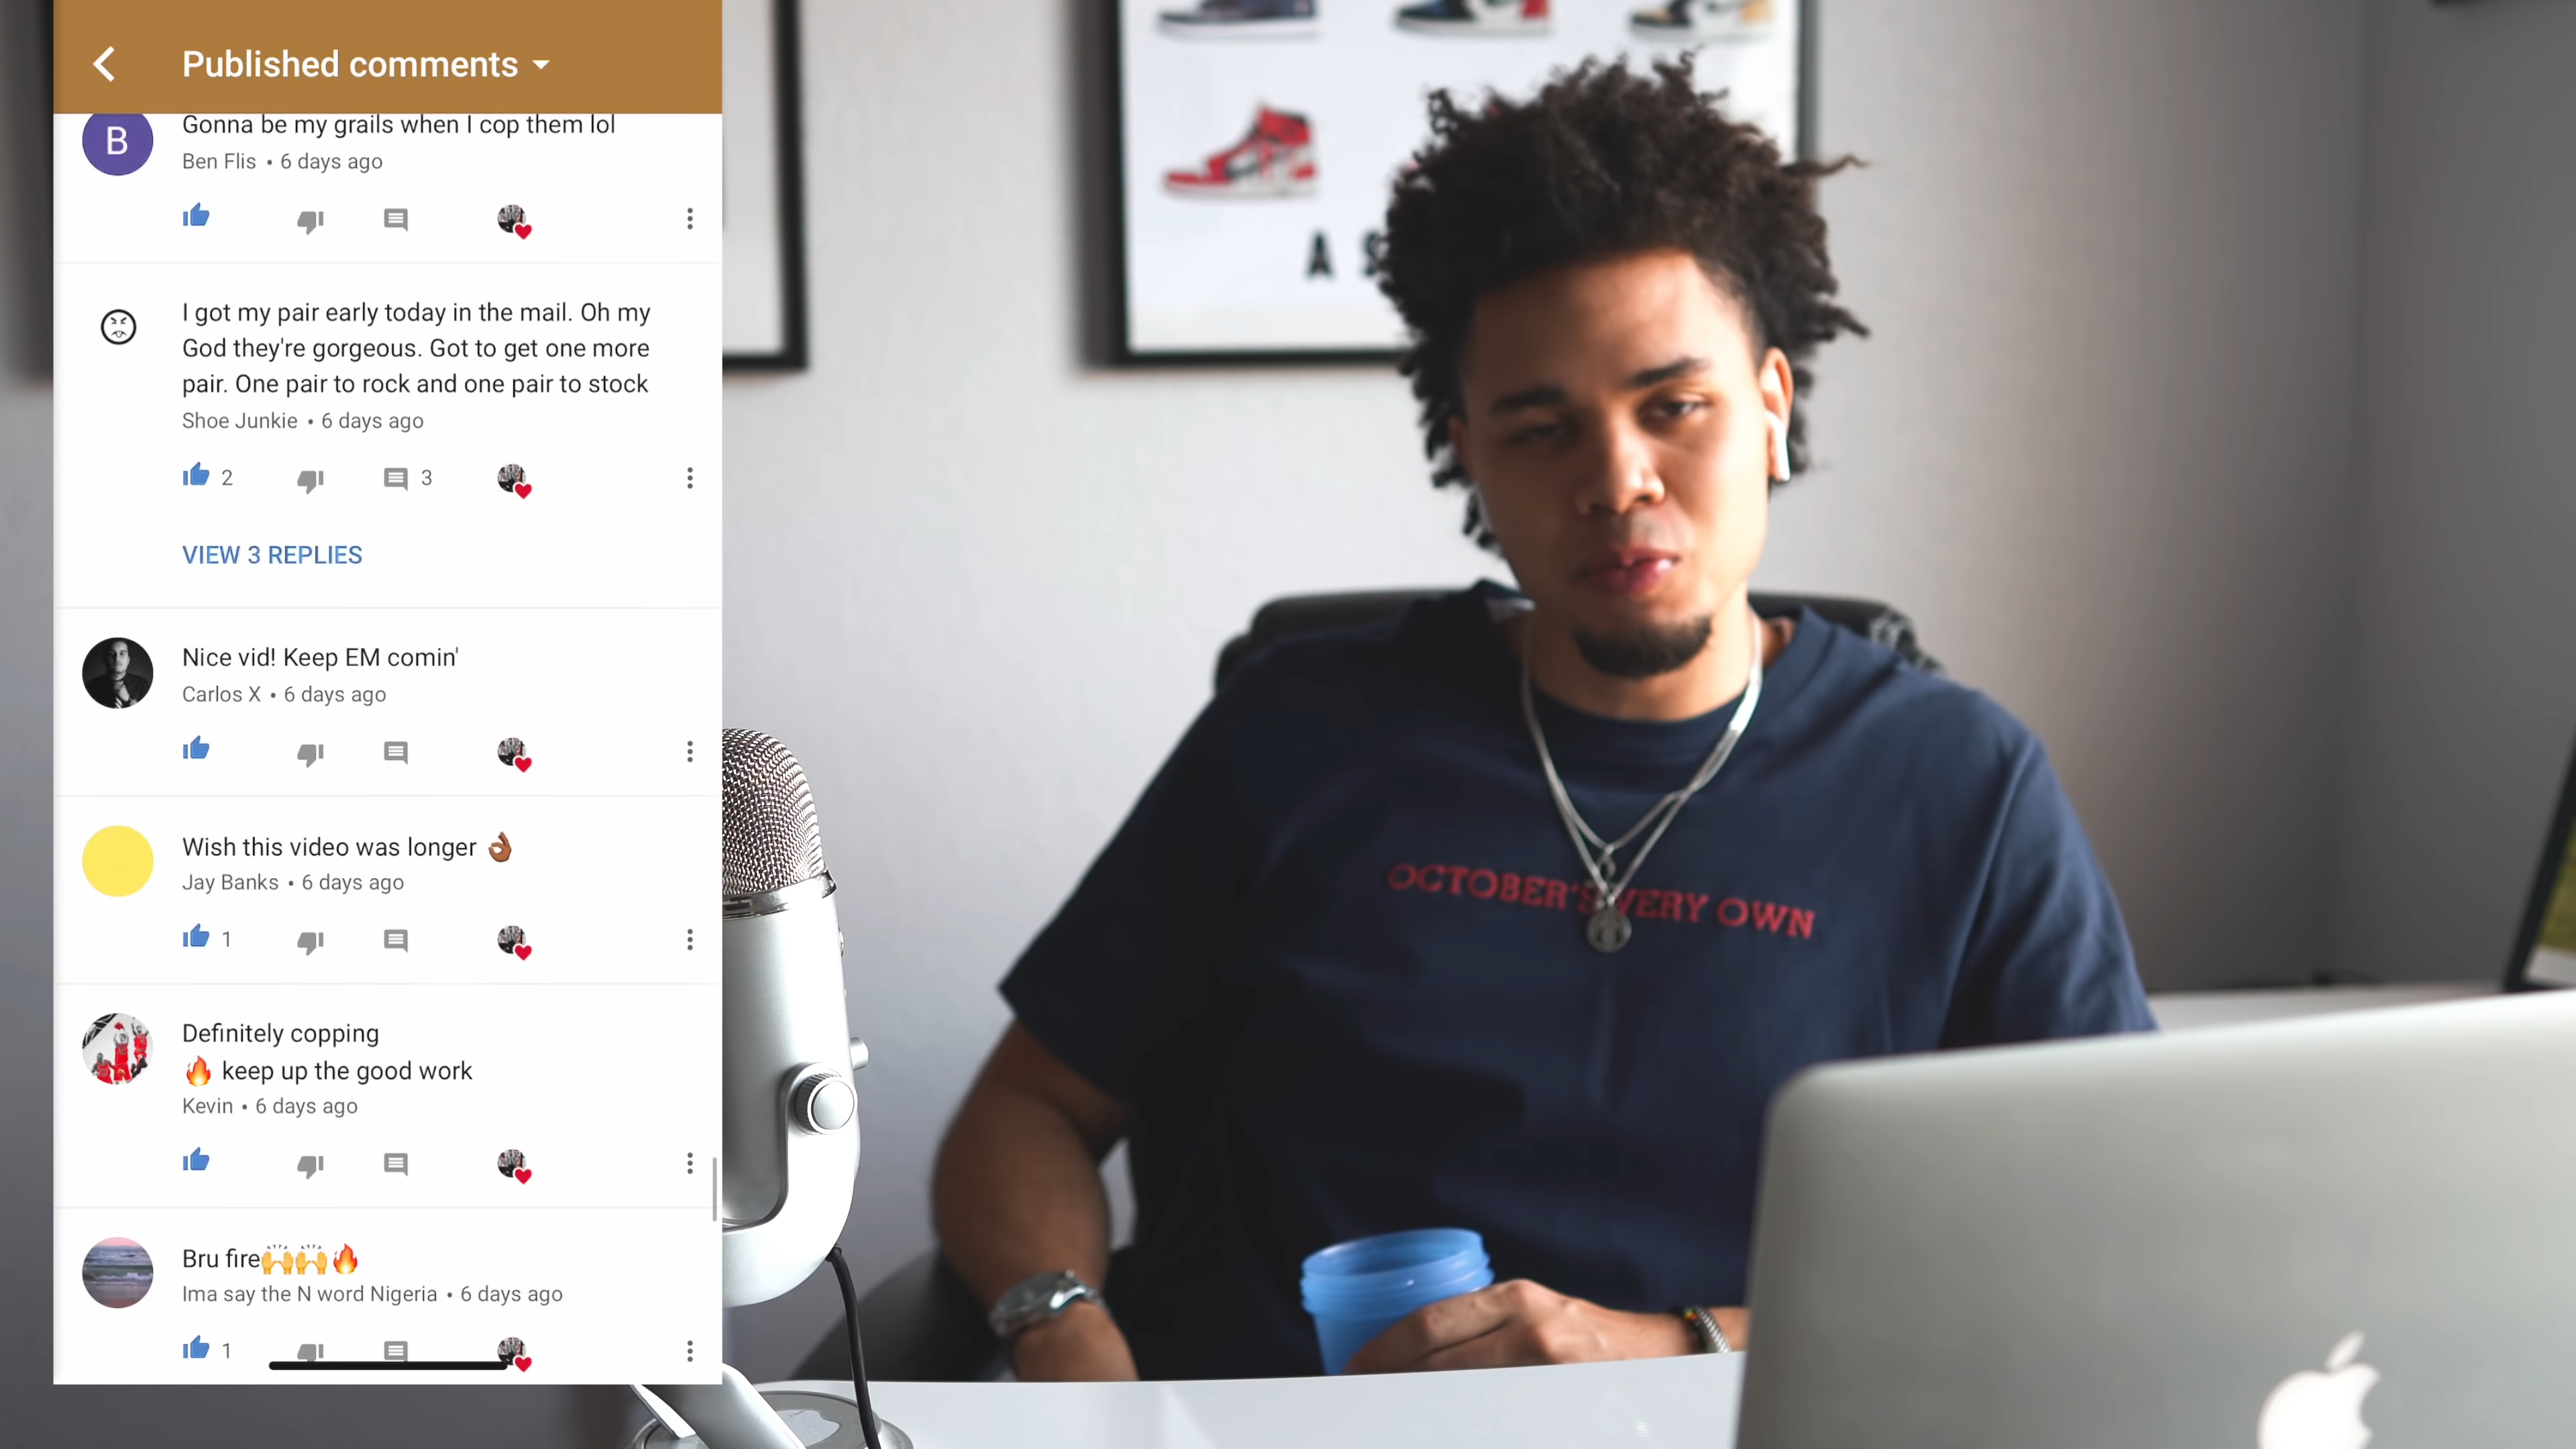 Published comments
Gonna be my grails when I cop them lol
B
Ben Flis • 6 days ago
I got my pair early today in the mail. Oh my
God they're gorgeous. Got to get one more
pair. One pair to rock and one pair to stock
Shoe Junkie • 6 days ago
2
3
VIEW 3 REPLIES
Nice vid! Keep EM comin'
Carlos X • 6 days ago
Wish this video was longer 👌🏾
Jay Banks • 6 days ago
1
Definitely copping
🔥 keep up the good work
Kevin • 6 days ago
Bru fire🙌🙌🔥
Ima say the N word Nigeria • 6 days ago
1
A
OCTOBER'S VERY OWN